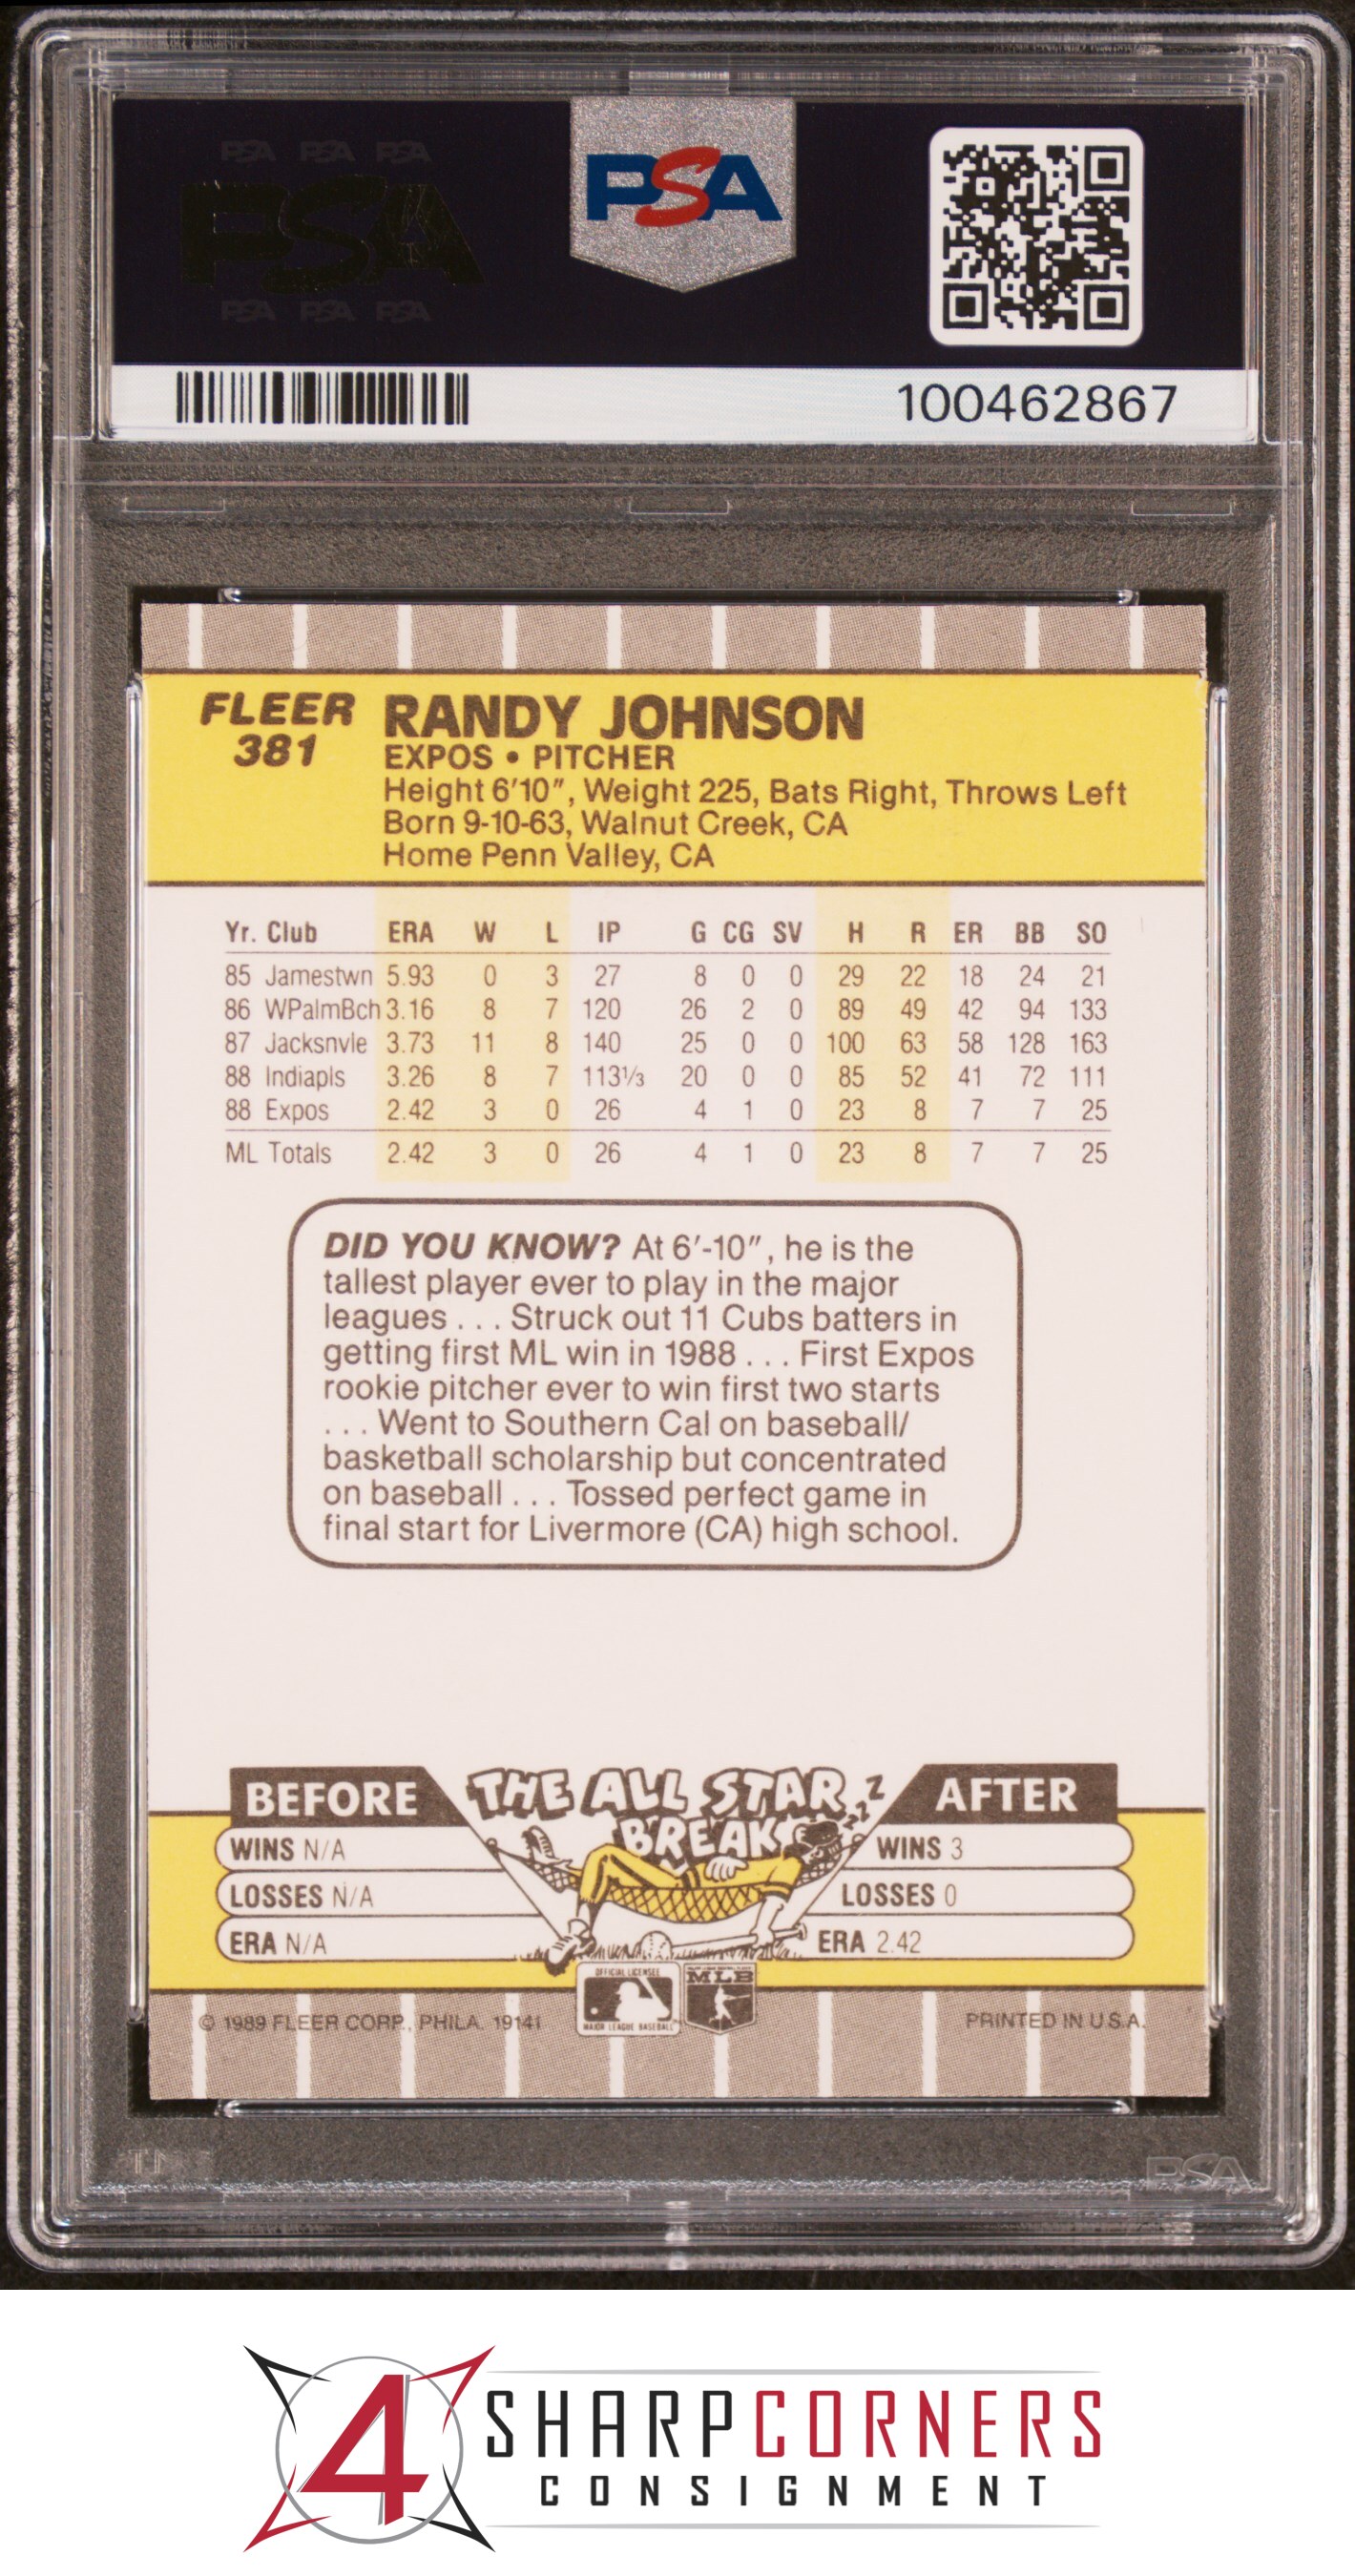 PSA PSA PSA
PSA
PSA PSA PSA
PSA
100462867
FLEER
381
RANDY JOHNSON
EXPOS • PITCHER
Height 6'10", Weight 225, Bats Right, Throws Left
Born 9-10-63, Walnut Creek, CA
Home Penn Valley, CA
Yr. Club ERA W L IP G CG SV H R ER BB SO
85 Jamestwn 5.93 0 3 27 8 0 0 29 22 18 24 21
86 WPalmBch 3.16 8 7 120 26 2 0 89 49 42 94 133
87 Jacksnvle 3.73 11 8 140 25 0 0 100 63 58 128 163
88 Indiapls 3.26 8 7 113⅓ 20 0 0 85 52 41 72 111
88 Expos 2.42 3 0 26 4 1 0 23 8 7 7 25
ML Totals 2.42 3 0 26 4 1 0 23 8 7 7 25
DID YOU KNOW? At 6'-10", he is the
tallest player ever to play in the major
leagues . . . Struck out 11 Cubs batters in
getting first ML win in 1988 . . . First Expos
rookie pitcher ever to win first two starts
. . . Went to Southern Cal on baseball/
basketball scholarship but concentrated
on baseball . . . Tossed perfect game in
final start for Livermore (CA) high school.
BEFORE
WINS N/A
LOSSES N/A
ERA N/A
THE ALL STAR
BREAK
ZZZZ
AFTER
WINS 3
LOSSES 0
ERA 2.42
OFFICIAL LICENSEE
MAJOR LEAGUE BASEBALL
MLB
© 1989 FLEER CORP., PHILA. 19141
PRINTED IN U.S.A.
PSA
4
SHARPCORNERS
CONSIGNMENT